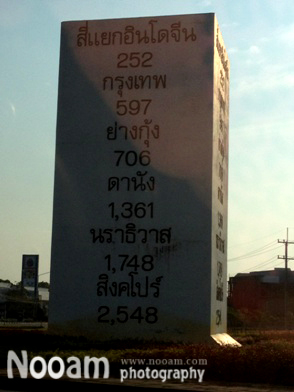 สี่แยกอินโดจีน
252
กรุงเทพ
597
ย่างกุ้ง
706
ดานัง
1,361
นราธิวาส
1,748
สิงคโปร์
2,548
Nooam
www.nooam.com
photography